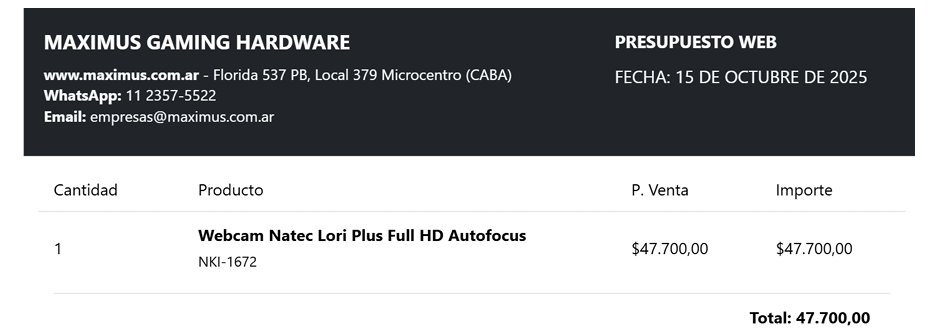 MAXIMUS GAMING HARDWARE
PRESUPUESTO WEB
www.maximus.com.ar - Florida 537 PB, Local 379 Microcentro (CABA)
FECHA: 15 DE OCTUBRE DE 2025
WhatsApp: 11 2357-5522
Email: empresas@maximus.com.ar
Cantidad Producto P. Venta Importe
Webcam Natec Lori Plus Full HD Autofocus
1 $47.700,00 $47.700,00
NKI-1672
Total: 47.700,00